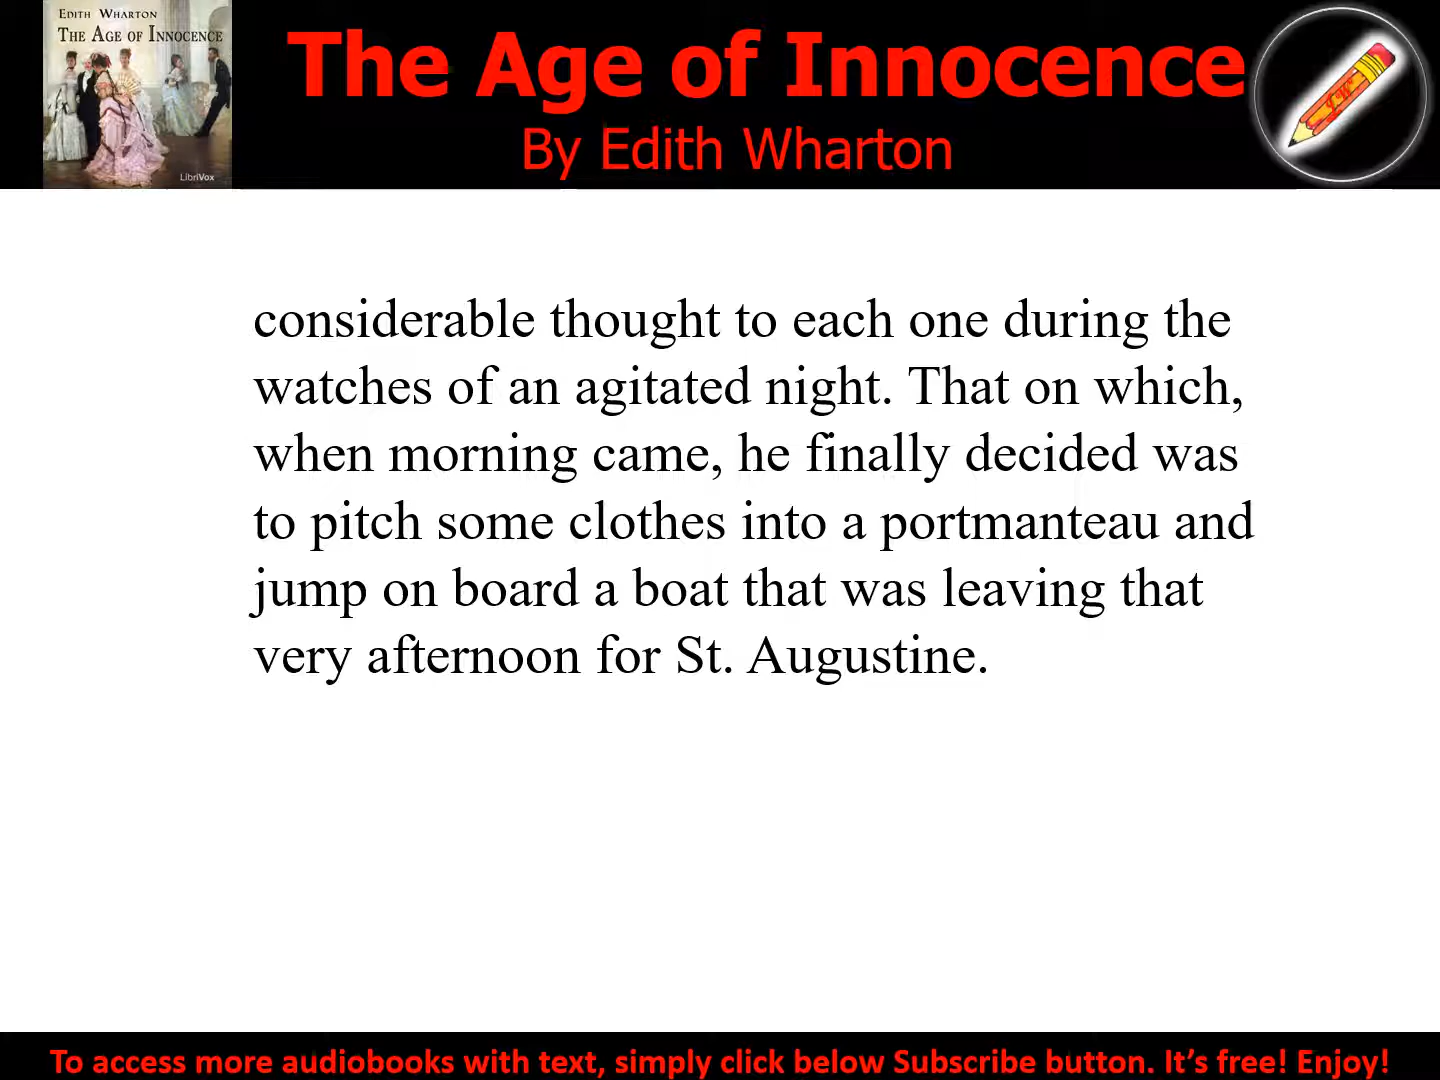 EDITH WHARTON
THE AGE OF INNOCENCE
LibriVox
The Age of Innocence
By Edith Wharton
considerable thought to each one during the
watches of an agitated night. That on which,
when morning came, he finally decided was
to pitch some clothes into a portmanteau and
jump on board a boat that was leaving that
very afternoon for St. Augustine.
To access more audiobooks with text, simply click below Subscribe button. It’s free! Enjoy!